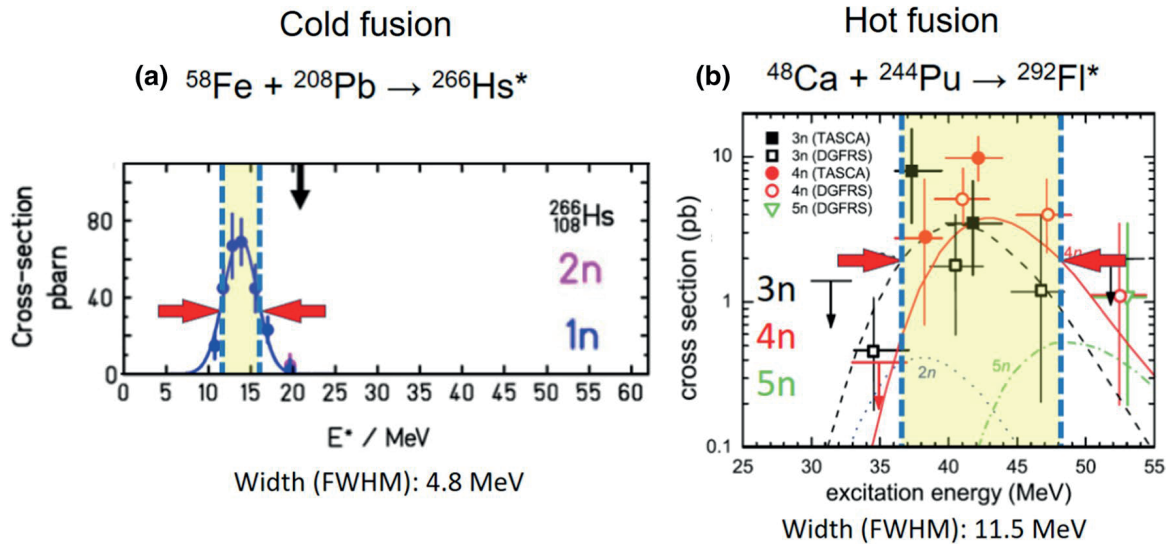 Cold fusion
(a) ⁵⁸Fe + ²⁰⁸Pb → ²⁶⁶Hs*
Cross-section
pbarn
80
40
0
²⁶⁶₁₀₈Hs
2n
1n
0 5 10 15 20 25 30 35 40 45 50 55 60
E* / MeV
Width (FWHM): 4.8 MeV
Hot fusion
(b) ⁴⁸Ca + ²⁴⁴Pu → ²⁹²Fl*
cross section (pb)
10
1
0.1
3n (TASCA)
3n (DGFRS)
4n (TASCA)
4n (DGFRS)
5n (DGFRS)
3n
4n
5n
4n
2n
5n
25 30 35 40 45 50 55
excitation energy (MeV)
Width (FWHM): 11.5 MeV